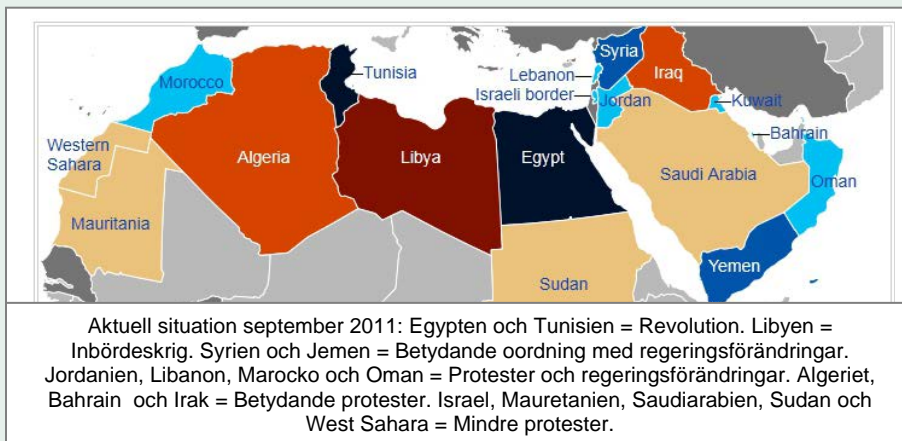 Syria
Tunisia
Lebanon
Iraq
Morocco
Israeli border
Jordan
Kuwait
Bahrain
Western
Sahara
Algeria
Libya
Egypt
Saudi Arabia
Oman
Mauritania
Yemen
Sudan
Aktuell situation september 2011: Egypten och Tunisien = Revolution. Libyen =
Inbördeskrig. Syrien och Jemen = Betydande oordning med regeringsförändringar.
Jordanien, Libanon, Marocko och Oman = Protester och regeringsförändringar. Algeriet,
Bahrain och Irak = Betydande protester. Israel, Mauretanien, Saudiarabien, Sudan och
West Sahara = Mindre protester.